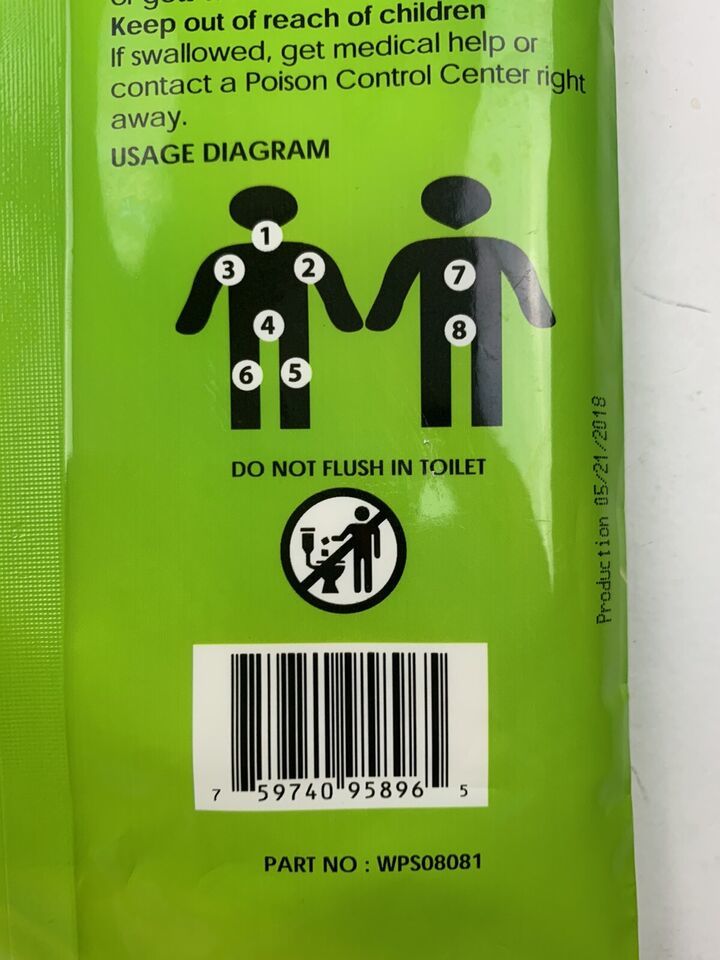 Keep out of reach of children
If swallowed, get medical help or
contact a Poison Control Center right
away.
USAGE DIAGRAM
1
3 2
7
4
8
6 5
DO NOT FLUSH IN TOILET
Production 05/21/2018
7 59740 95896 5
PART NO : WPS08081